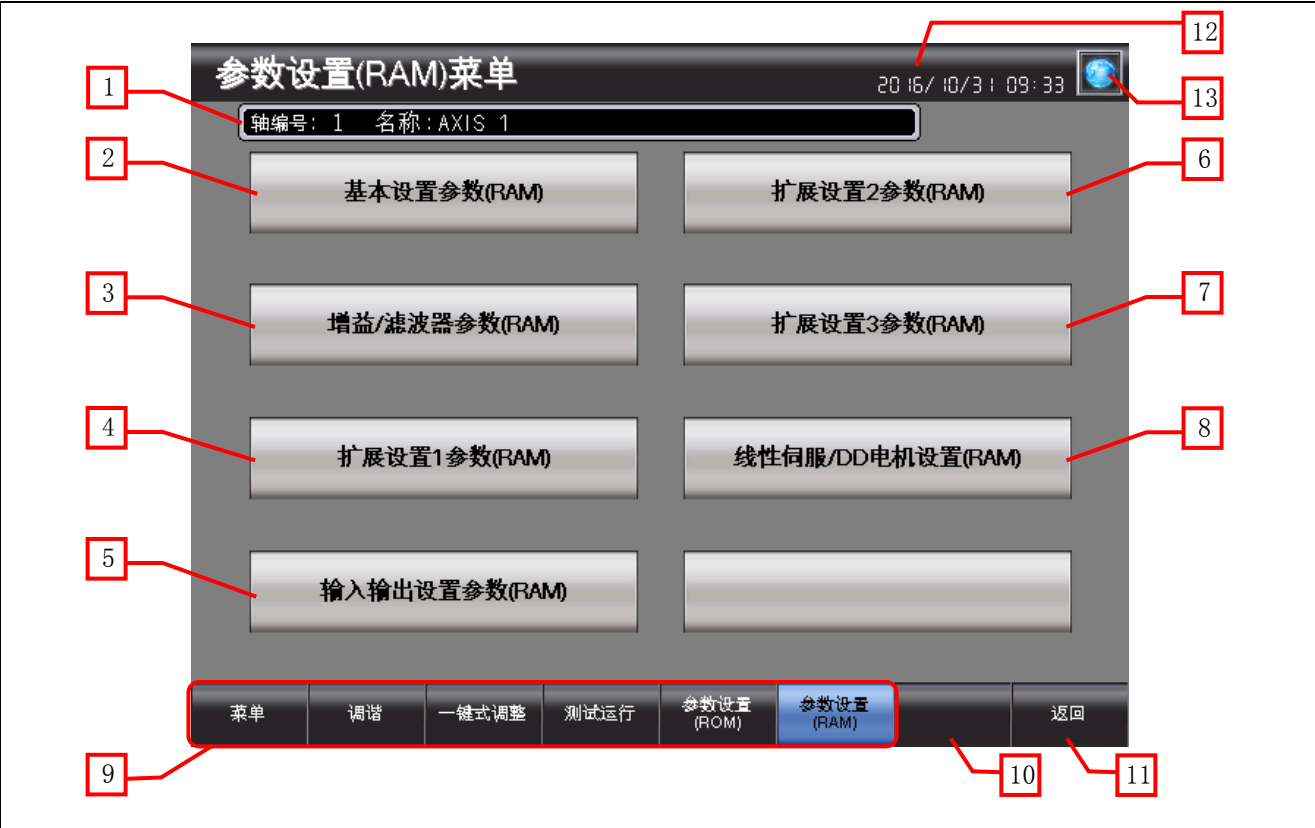 12
参数设置(RAM)菜单
2016/10/31 09:33
1
13
轴编号: 1 名称:AXIS 1
2
基本设置参数(RAM)
扩展设置2参数(RAM)
6
3
增益/滤波器参数(RAM)
扩展设置3参数(RAM)
7
4
扩展设置1参数(RAM)
线性伺服/DD电机设置(RAM)
8
5
输入输出设置参数(RAM)
菜单
调谐
一键式调整
测试运行
参数设置
(ROM)
参数设置
(RAM)
返回
9
10
11